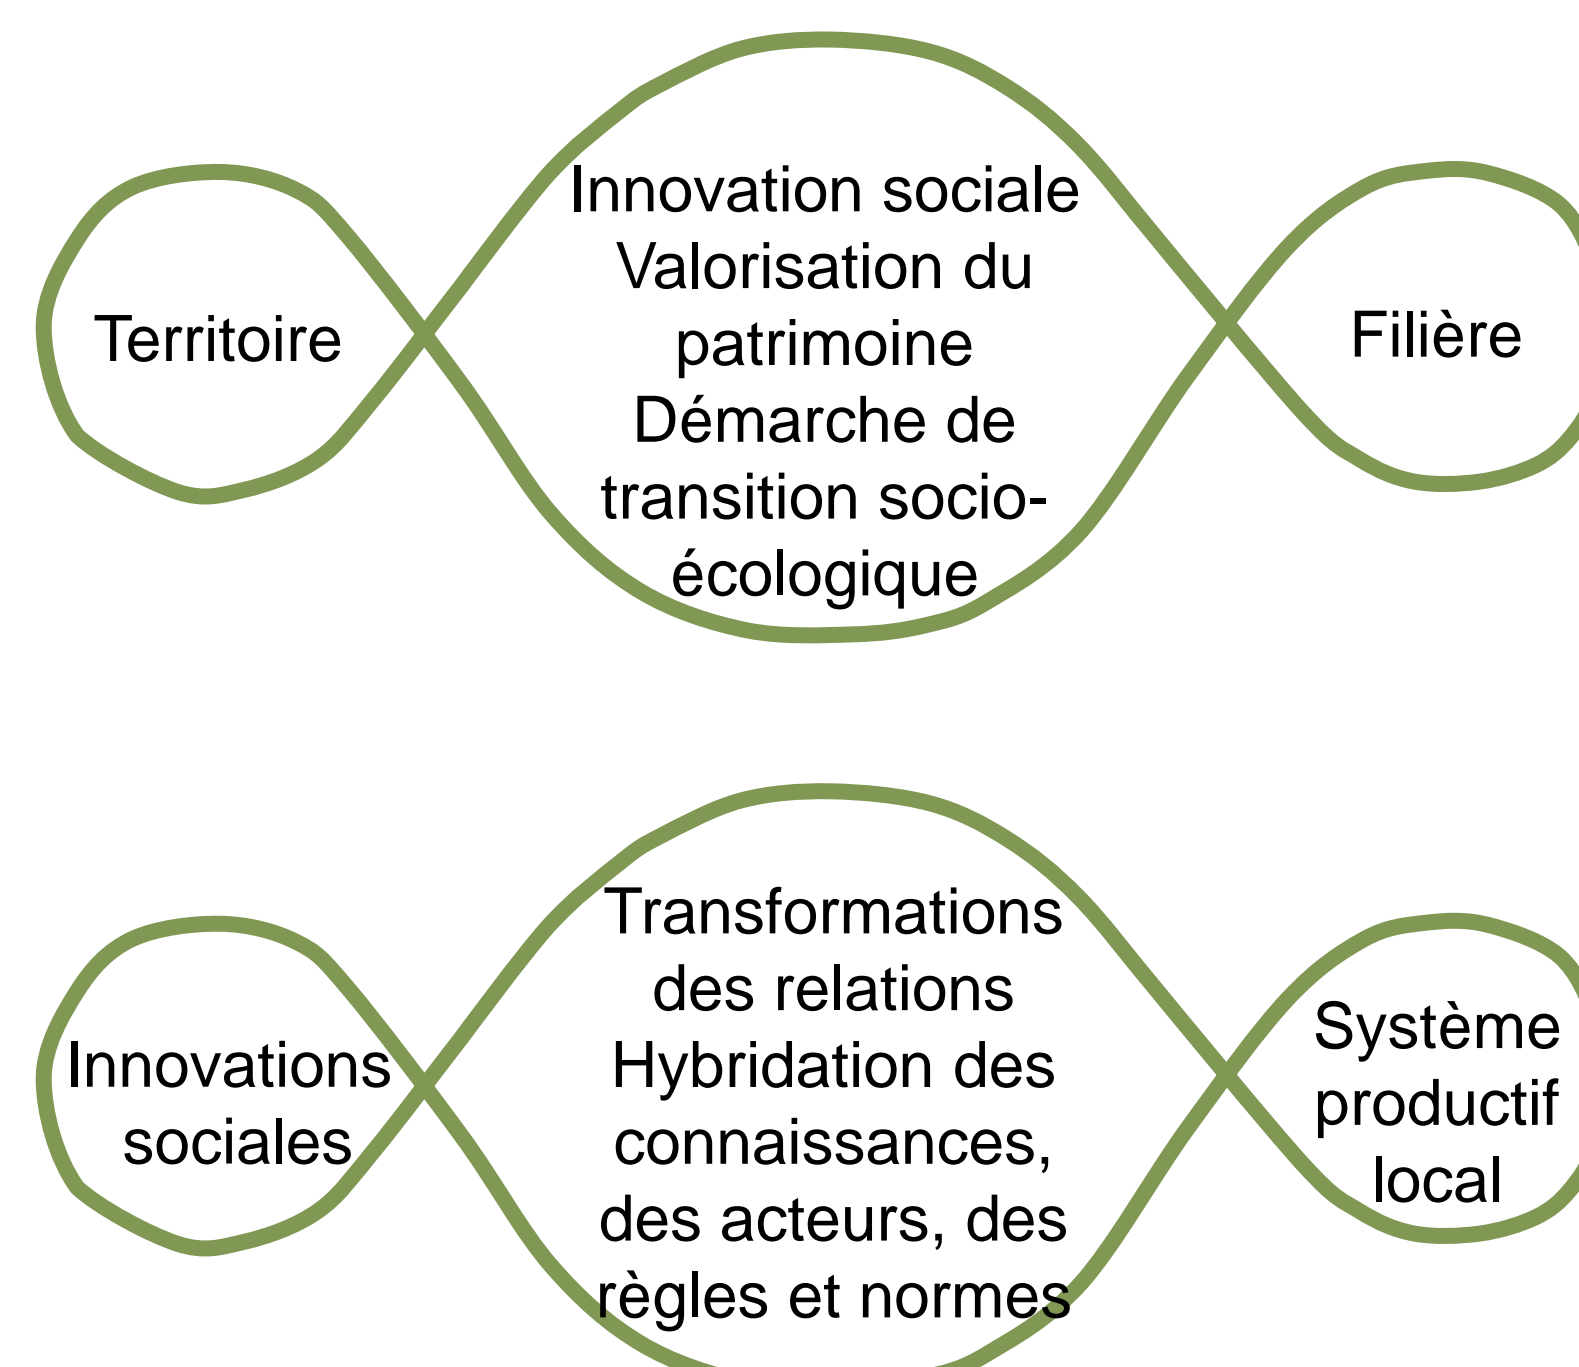 Territoire
Innovation sociale
Valorisation du
patrimoine
Démarche de
transition socio-
écologique
Filière
Innovations
sociales
Transformations
des relations
Hybridation des
connaissances,
des acteurs, des
règles et normes
Système
productif
local